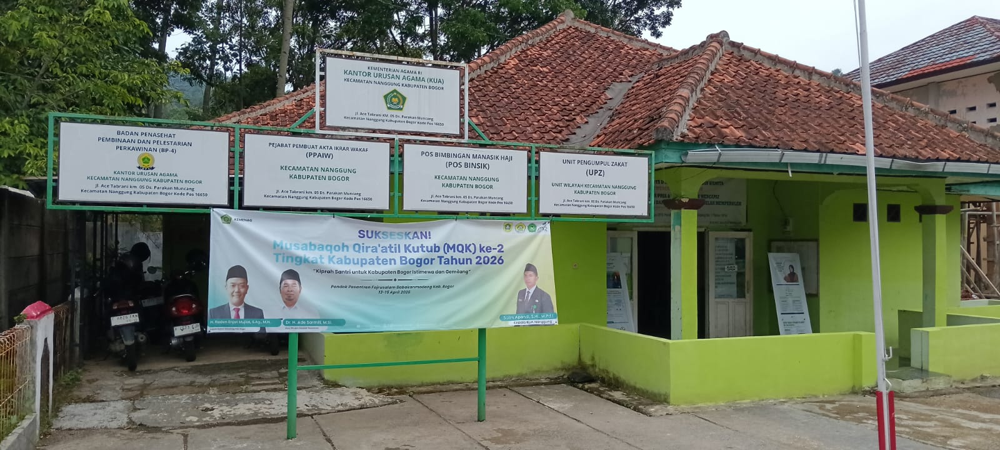 KEMENTERIAN AGAMA RI
KANTOR URUSAN AGAMA (KUA)
KECAMATAN NANGGUNG KABUPATEN BOGOR
Jl. Ace Tabrani KM. 05 Ds. Parakan Muncang
Kecamatan Nanggung Kabupaten Bogor Kode Pos 16650
BADAN PENASEHAT
PEMBINAAN DAN PELESTARIAN
PERKAWINAN (BP-4)
KANTOR URUSAN AGAMA
KECAMATAN NANGGUNG KABUPATEN BOGOR
Jl. Ace Tabrani km. 05 Ds. Parakan Muncang
Kecamatan Nanggung Kabupaten Bogor Kode Pos 16650
PEJABAT PEMBUAT AKTA IKRAR WAKAF
(PPAIW)
KECAMATAN NANGGUNG
KABUPATEN BOGOR
Jl. Ace Tabrani km. 05 Ds. Parakan Muncang
Kecamatan Nanggung Kabupaten Bogor Kode Pos 16650
POS BIMBINGAN MANASIK HAJI
(POS BINSIK)
KECAMATAN NANGGUNG
KABUPATEN BOGOR
Jl. Ace Tabrani km. 05 Ds. Parakan Muncang
Kecamatan Nanggung Kabupaten Bogor Kode Pos 16650
UNIT PENGUMPUL ZAKAT
(UPZ)
UNIT WILAYAH KECAMATAN NANGGUNG
KABUPATEN BOGOR
Jl. Ace Tabrani km. 05 Ds. Parakan Muncang
Kecamatan Nanggung Kabupaten Bogor Kode Pos 16650
KEMENAG
SUKSESKAN!
Musabaqoh Qira'atil Kutub (MQK) ke-2
Tingkat Kabupaten Bogor Tahun 2026
"Kiprah Santri untuk Kabupaten Bogor Istimewa dan Gemilang"
Pondok Pesantren Fajrussalam Babakanmadang Kab. Bogor
13-15 April 2026
H. Raden Enjat Mujiat, S.Ag., M.H.
Dr. H. Ade Sarmili, M.Si.
Salm Apendi, S.H., M.Pd.I
Kepala KUA Nanggung
BUKA
OPEN